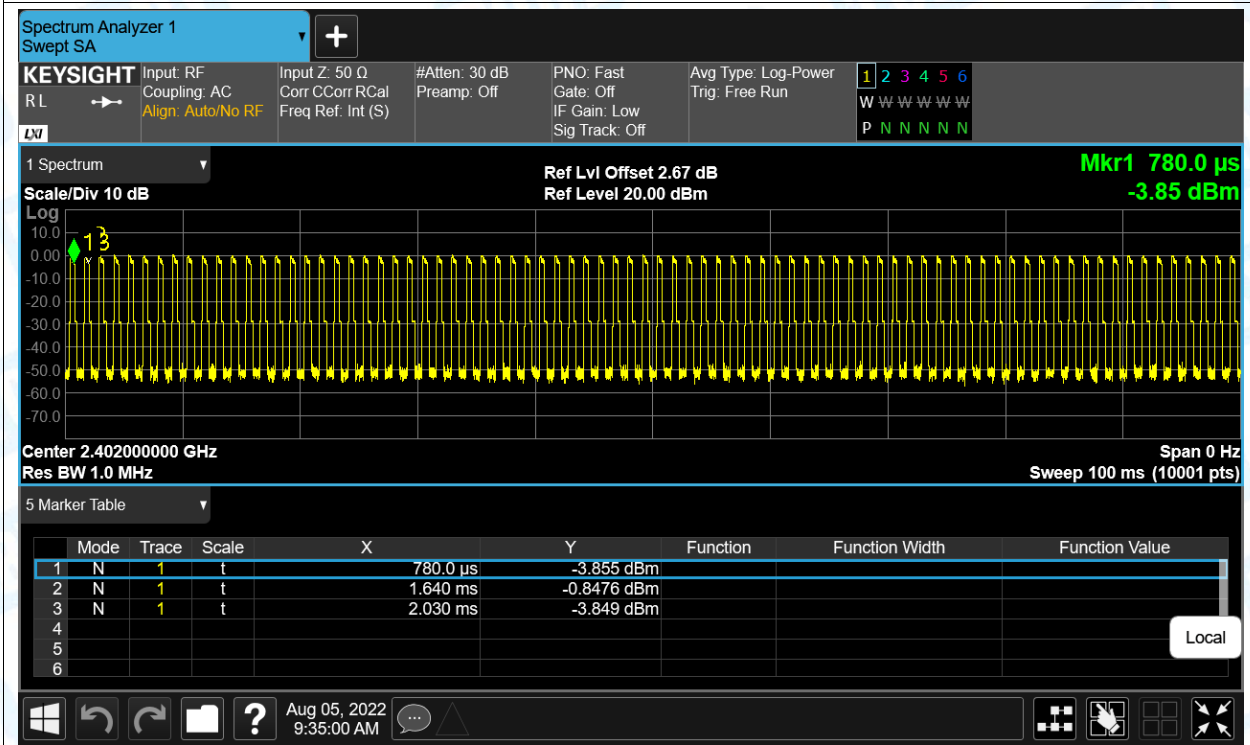 Spectrum Analyzer 1
Swept SA
+
KEYSIGHT Input: RF Input Z: 50 Ω #Atten: 30 dB PNO: Fast Avg Type: Log-Power 1 2 3 4 5 6
R L Coupling: AC Corr CCorr RCal Preamp: Off Gate: Off Trig: Free Run W W W W W W
Align: Auto/No RF Freq Ref: Int (S) IF Gain: Low
LXI Sig Track: Off P N N N N N
1 Spectrum
Ref Lvl Offset 2.67 dB Mkr1 780.0 µs
Scale/Div 10 dB Ref Level 20.00 dBm -3.85 dBm
Log
10.0
1 3
0.00
-10.0
-20.0
-30.0
-40.0
-50.0
-60.0
-70.0
Center 2.402000000 GHz Span 0 Hz
Res BW 1.0 MHz Sweep 100 ms (10001 pts)
5 Marker Table
Mode Trace Scale X Y Function Function Width Function Value
1 N 1 t 780.0 µs -3.855 dBm
2 N 1 t 1.640 ms -0.8476 dBm
3 N 1 t 2.030 ms -3.849 dBm
4
5
6
Local
? Aug 05, 2022
9:35:00 AM